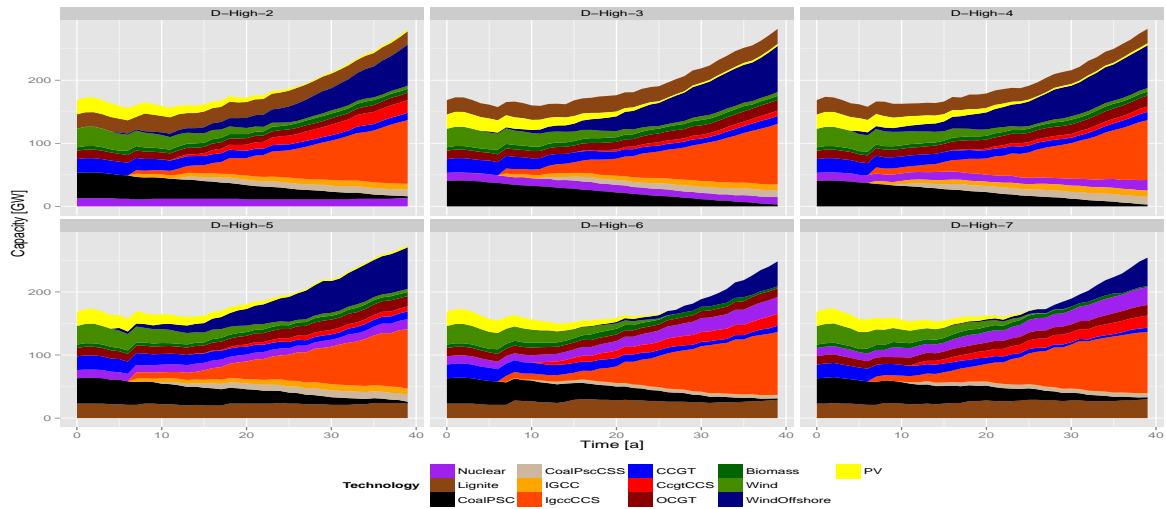 D-High-2 D-High-3 D-High-4
200
100
0
D-High-5 D-High-6 D-High-7
200
100
0
Capacity [GW]
0 10 20 30 40 0 10 20 30 40 0 10 20 30 40
Time [a]
Technology
Nuclear CoalPscCSS CCGT Biomass PV
Lignite IGCC CcgtCCS Wind
CoalPSC IgccCCS OCGT WindOffshore